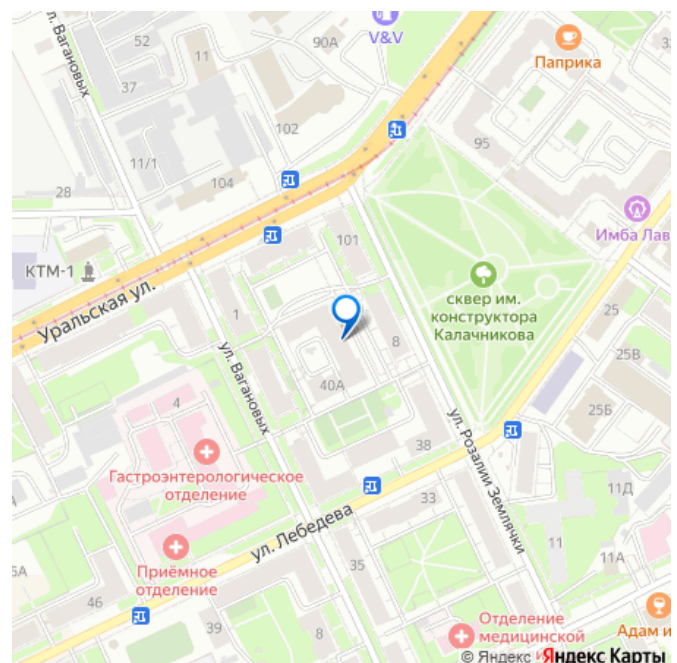 ул. Вагановых
52
11
90А
V&V
Паприка
37
102
95
11/1
104
28
Имба Лав
КТМ-1
101
Уральская ул.
сквер им.
конструктора
Калачникова
25
1
8
25В
ул. Вагановых
40А
4
25Б
38
ул. Розалии Землячки
Гастроэнтерологическое
отделение
11Д
33
ул. Лебедева
11
11А
Приёмное
отделение
35
46
39
8
Отделение
медицинской
Адам и
© Яндекс
Яндекс Карты